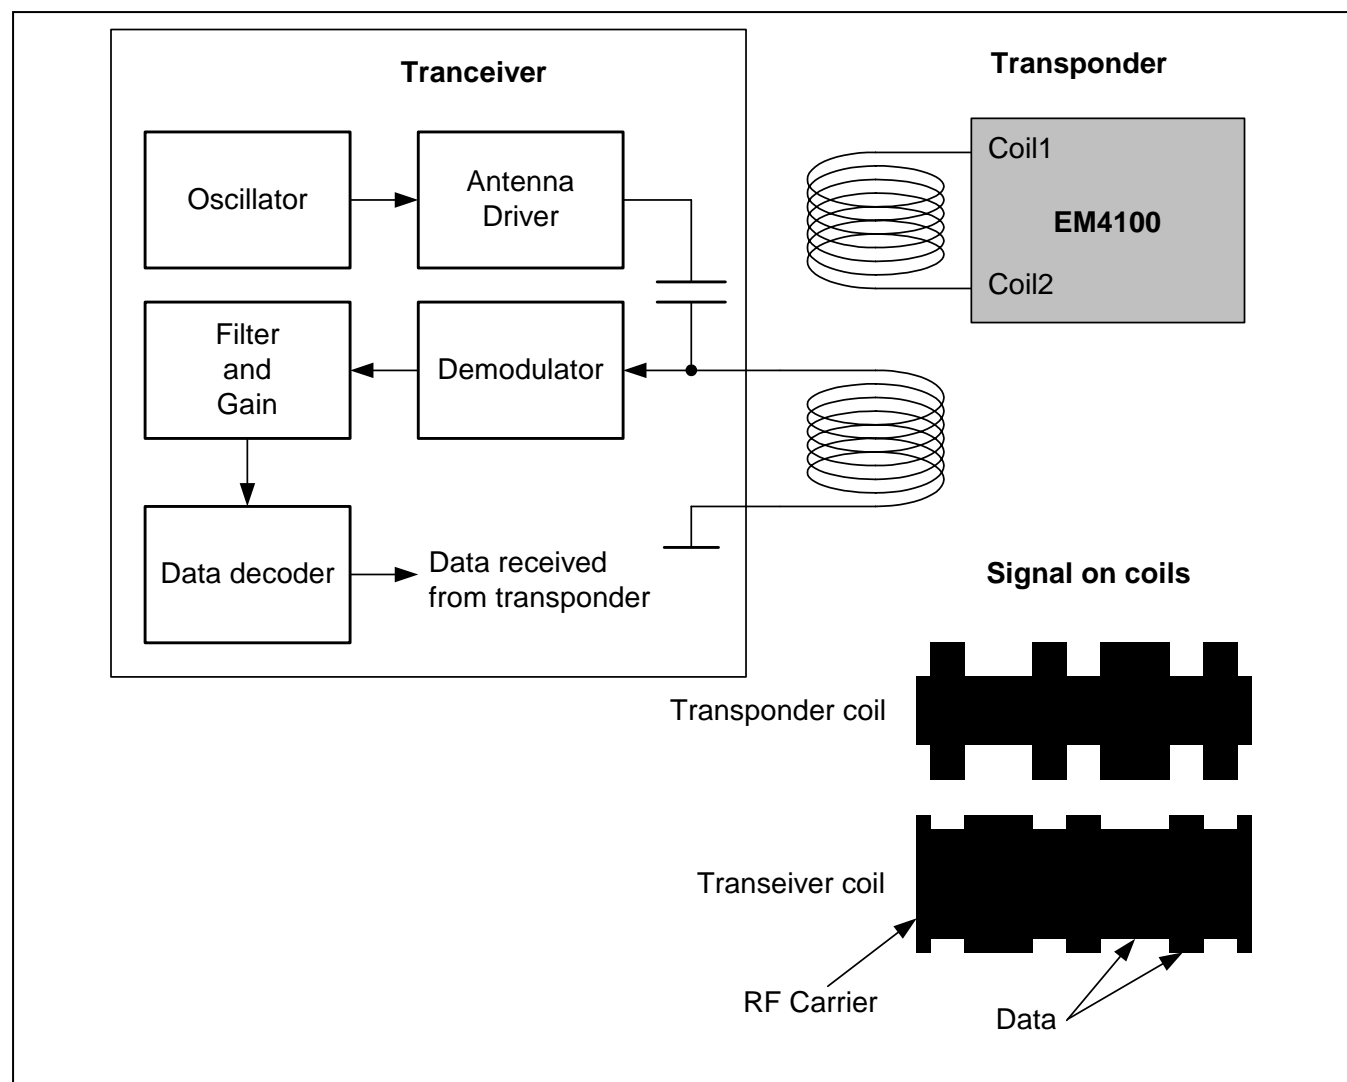 Tranceiver
Transponder
Oscillator
Antenna
Driver
Coil1
EM4100
Coil2
Filter
and
Gain
Demodulator
Data decoder
Data received
from transponder
Signal on coils
Transponder coil
Transeiver coil
RF Carrier
Data